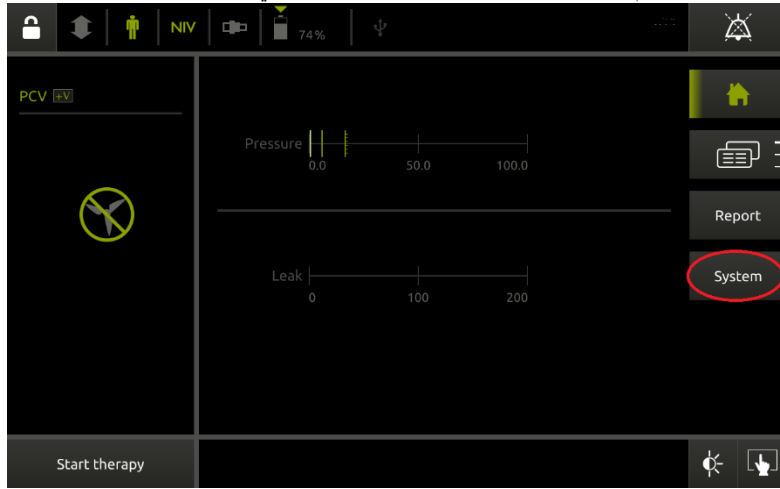 NIV
74%
PCV +V
Pressure
0.0 50.0 100.0
Report
Leak
0 100 200
System
Start therapy